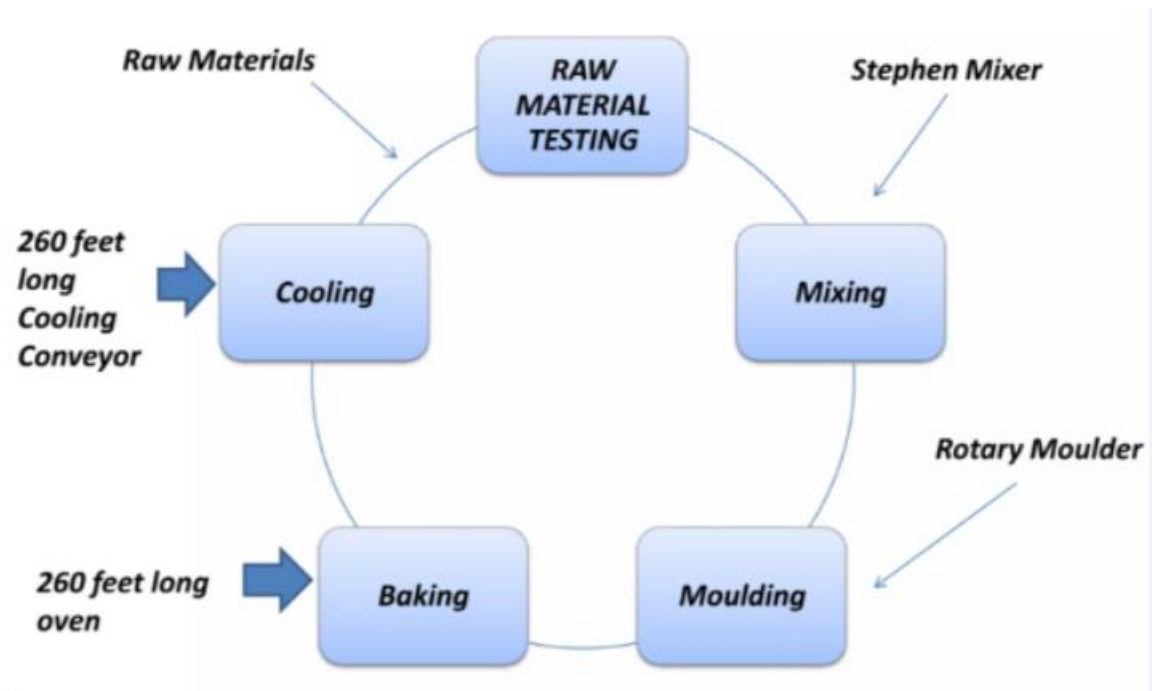 Raw Materials
RAW
MATERIAL
TESTING
Stephen Mixer
260 feet
long
Cooling
Conveyor
Cooling
Mixing
Rotary Moulder
260 feet long
oven
Baking
Moulding